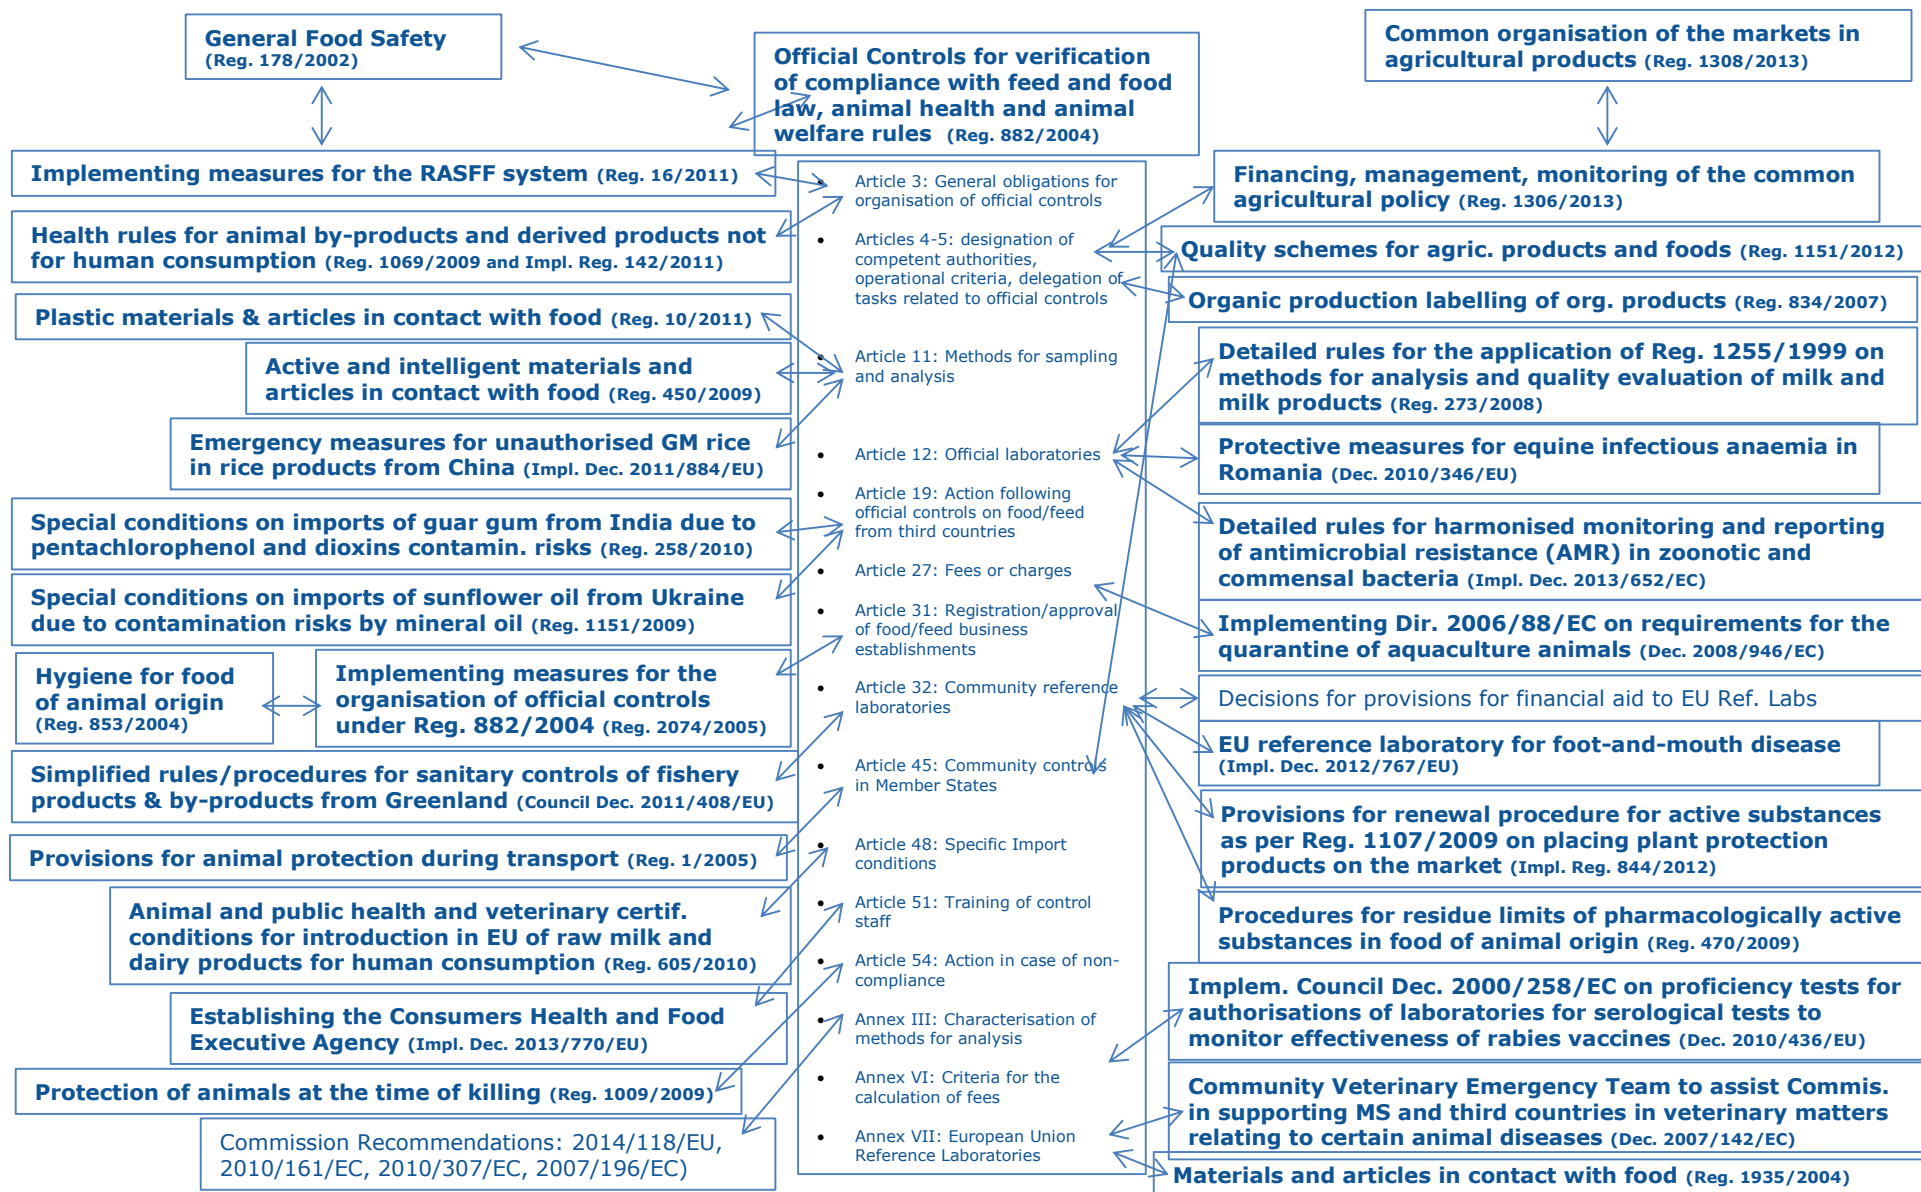 General Food Safety
(Reg. 178/2002)
Official Controls for verification
of compliance with feed and food
law, animal health and animal
welfare rules (Reg. 882/2004)
Common organisation of the markets in
agricultural products (Reg. 1308/2013)
Implementing measures for the RASFF system (Reg. 16/2011)
Health rules for animal by-products and derived products not
for human consumption (Reg. 1069/2009 and Impl. Reg. 142/2011)
Plastic materials & articles in contact with food (Reg. 10/2011)
Active and intelligent materials and
articles in contact with food (Reg. 450/2009)
Emergency measures for unauthorised GM rice
in rice products from China (Impl. Dec. 2011/884/EU)
Special conditions on imports of guar gum from India due to
pentachlorophenol and dioxins contamin. risks (Reg. 258/2010)
Special conditions on imports of sunflower oil from Ukraine
due to contamination risks by mineral oil (Reg. 1151/2009)
Hygiene for food
of animal origin
(Reg. 853/2004)
Implementing measures for the
organisation of official controls
under Reg. 882/2004 (Reg. 2074/2005)
Simplified rules/procedures for sanitary controls of fishery
products & by-products from Greenland (Council Dec. 2011/408/EU)
Provisions for animal protection during transport (Reg. 1/2005)
Animal and public health and veterinary certif.
conditions for introduction in EU of raw milk and
dairy products for human consumption (Reg. 605/2010)
Establishing the Consumers Health and Food
Executive Agency (Impl. Dec. 2013/770/EU)
Protection of animals at the time of killing (Reg. 1009/2009)
Commission Recommendations: 2014/118/EU,
2010/161/EC, 2010/307/EC, 2007/196/EC)
• Article 3: General obligations for
organisation of official controls
• Articles 4-5: designation of
competent authorities,
operational criteria, delegation of
tasks related to official controls
• Article 11: Methods for sampling
and analysis
• Article 12: Official laboratories
• Article 19: Action following
official controls on food/feed
from third countries
• Article 27: Fees or charges
• Article 31: Registration/approval
of food/feed business
establishments
• Article 32: Community reference
laboratories
• Article 45: Community controls
in Member States
• Article 48: Specific Import
conditions
• Article 51: Training of control
staff
• Article 54: Action in case of non-
compliance
• Annex III: Characterisation of
methods for analysis
• Annex VI: Criteria for the
calculation of fees
• Annex VII: European Union
Reference Laboratories
Financing, management, monitoring of the common
agricultural policy (Reg. 1306/2013)
Quality schemes for agric. products and foods (Reg. 1151/2012)
Organic production labelling of org. products (Reg. 834/2007)
Detailed rules for the application of Reg. 1255/1999 on
methods for analysis and quality evaluation of milk and
milk products (Reg. 273/2008)
Protective measures for equine infectious anaemia in
Romania (Dec. 2010/346/EU)
Detailed rules for harmonised monitoring and reporting
of antimicrobial resistance (AMR) in zoonotic and
commensal bacteria (Impl. Dec. 2013/652/EC)
Implementing Dir. 2006/88/EC on requirements for the
quarantine of aquaculture animals (Dec. 2008/946/EC)
Decisions for provisions for financial aid to EU Ref. Labs
EU reference laboratory for foot-and-mouth disease
(Impl. Dec. 2012/767/EU)
Provisions for renewal procedure for active substances
as per Reg. 1107/2009 on placing plant protection
products on the market (Impl. Reg. 844/2012)
Procedures for residue limits of pharmacologically active
substances in food of animal origin (Reg. 470/2009)
Implem. Council Dec. 2000/258/EC on proficiency tests for
authorisations of laboratories for serological tests to
monitor effectiveness of rabies vaccines (Dec. 2010/436/EU)
Community Veterinary Emergency Team to assist Commis.
in supporting MS and third countries in veterinary matters
relating to certain animal diseases (Dec. 2007/142/EC)
Materials and articles in contact with food (Reg. 1935/2004)